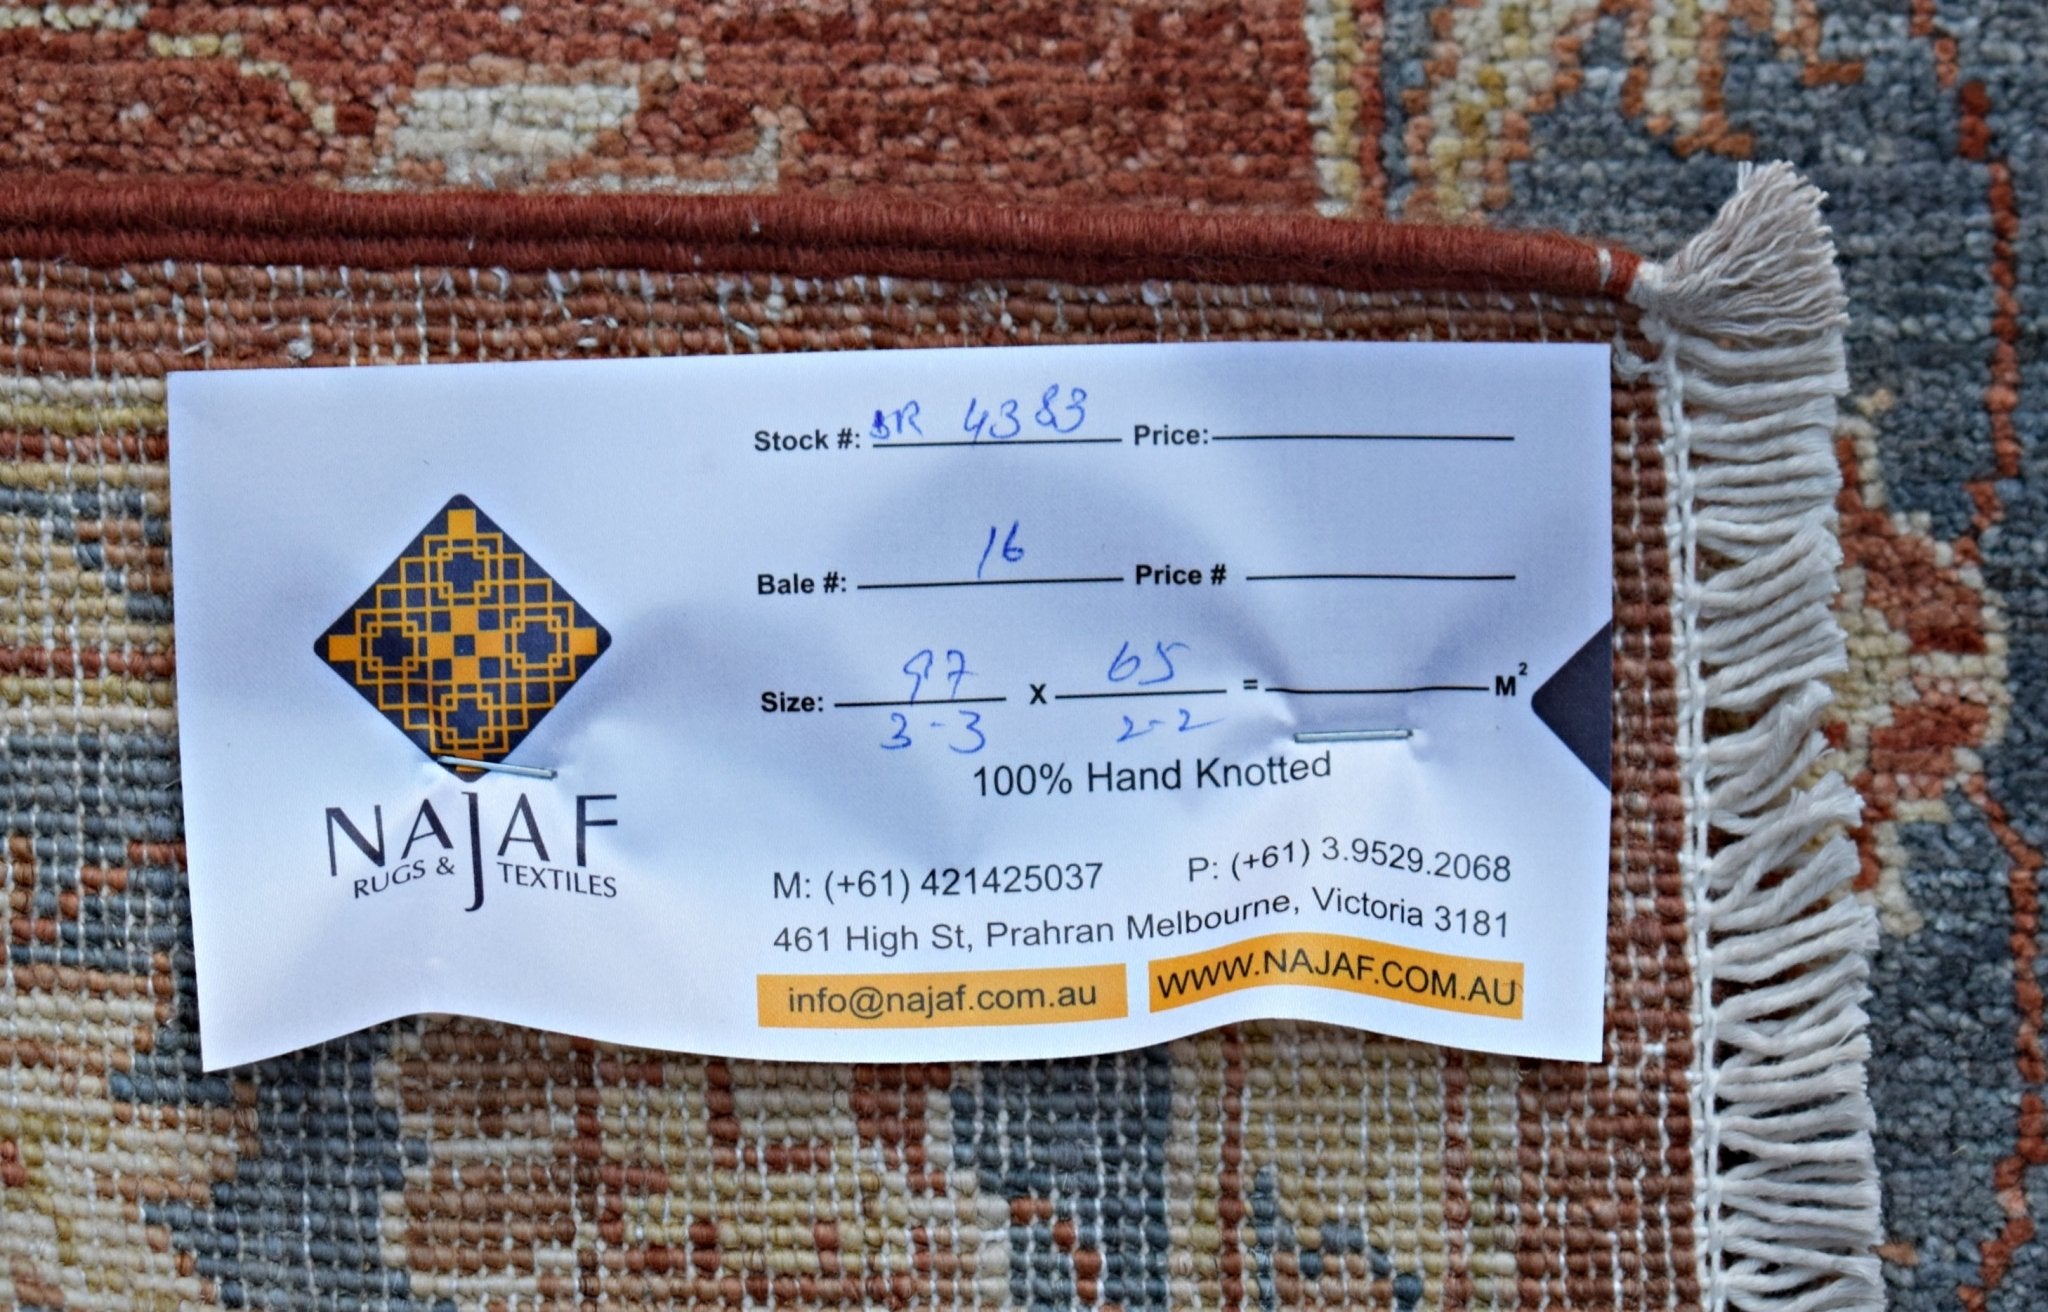 Stock #: BR 4383 Price:
Bale #: 16 Price #
Size: 97 X 65 = M²
3-3 2-2
100% Hand Knotted
NAJAF
RUGS & TEXTILES
M: (+61) 421425037 P: (+61) 3.9529.2068
461 High St, Prahran Melbourne, Victoria 3181
info@najaf.com.au WWW.NAJAF.COM.AU